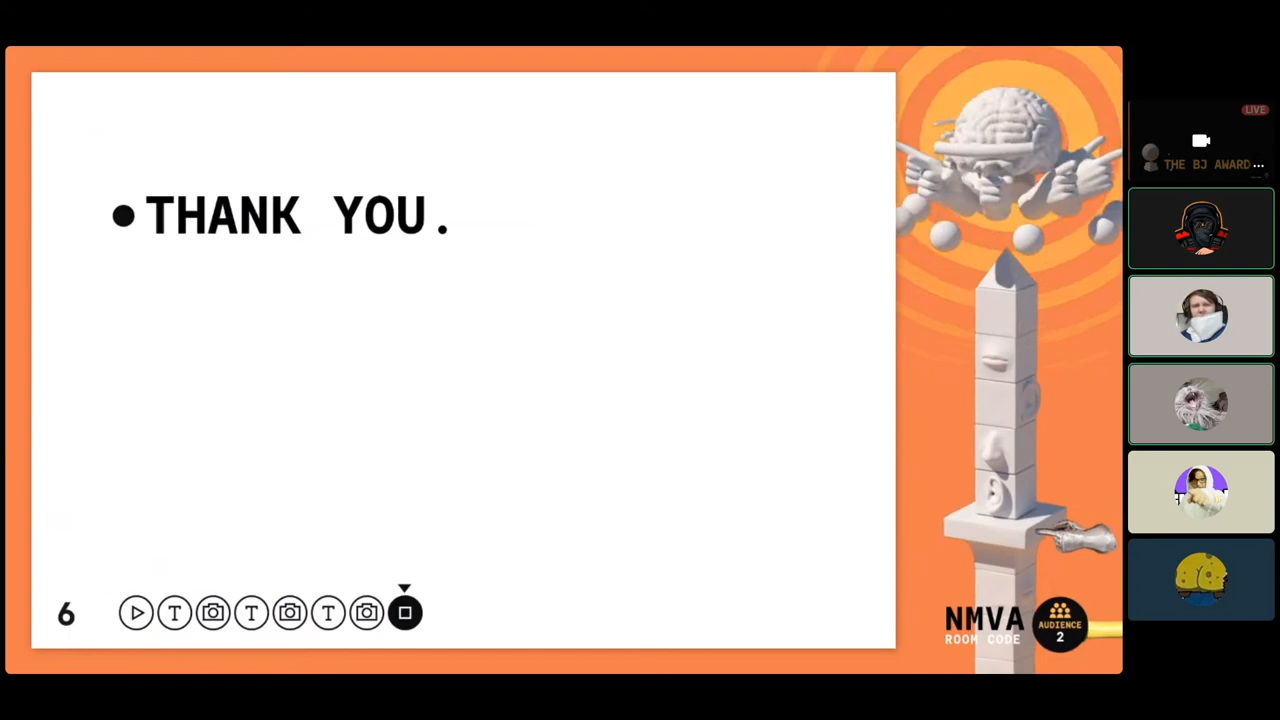 LIVE
THE BJ AWARD...
THANK YOU.
6
T T T
NMVA
ROOM CODE
AUDIENCE
2